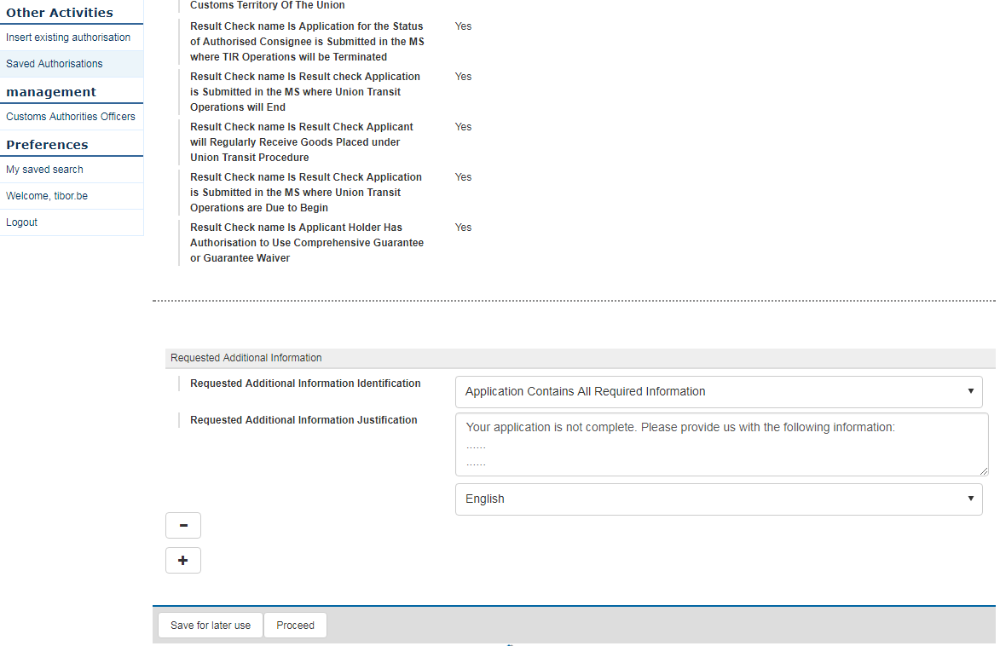 Other Activities
Insert existing authorisation
Saved Authorisations
management
Customs Authorities Officers
Preferences
My saved search
Welcome, tibor.be
Logout
Customs Territory Of The Union
Result Check name Is Application for the Status Yes
of Authorised Consignee is Submitted in the MS
where TIR Operations will be Terminated
Result Check name Is Result check Application Yes
is Submitted in the MS where Union Transit
Operations will End
Result Check name Is Result Check Applicant Yes
will Regularly Receive Goods Placed under
Union Transit Procedure
Result Check name Is Result Check Application Yes
is Submitted in the MS where Union Transit
Operations are Due to Begin
Result Check name Is Applicant Holder Has Yes
Authorisation to Use Comprehensive Guarantee
or Guarantee Waiver
Requested Additional Information
Requested Additional Information Identification Application Contains All Required Information
Requested Additional Information Justification Your application is not complete. Please provide us with the following information:
......
......
English
Save for later use Proceed